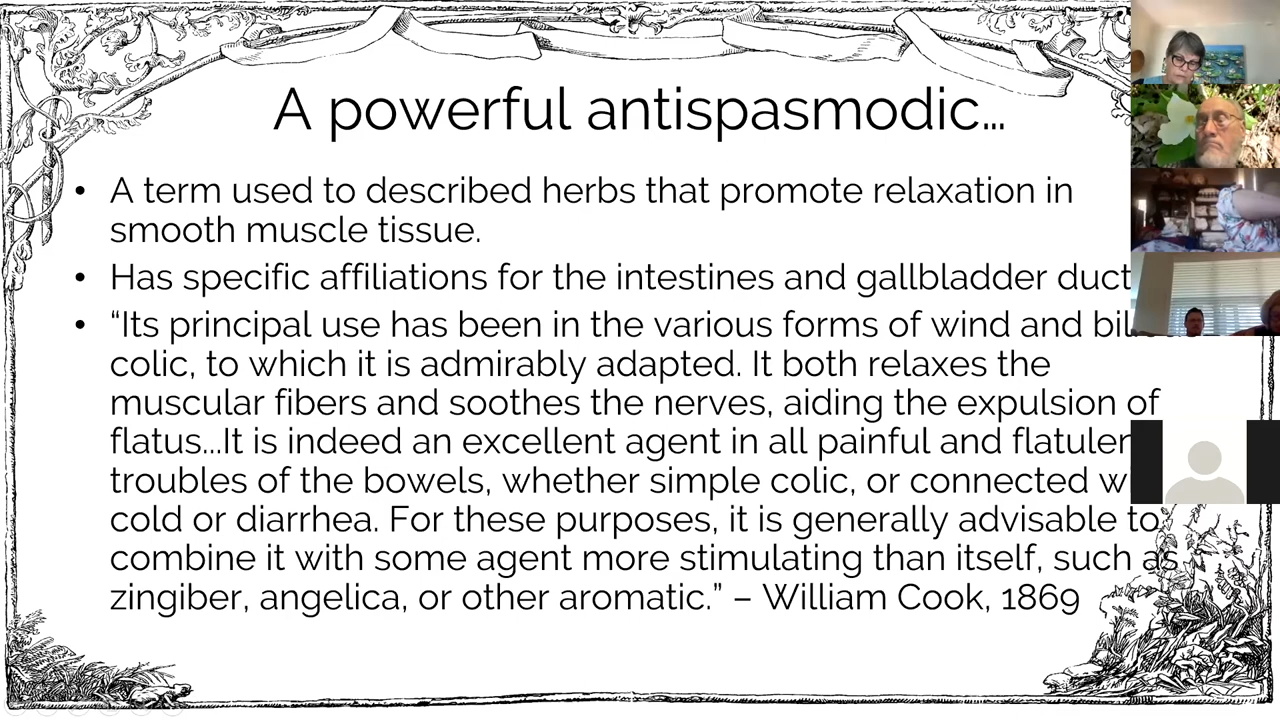 A powerful antispasmodic...
• A term used to described herbs that promote relaxation in
smooth muscle tissue.
• Has specific affiliations for the intestines and gallbladder duct
• “Its principal use has been in the various forms of wind and
colic, to which it is admirably adapted. It both relaxes the
muscular fibers and soothes the nerves, aiding the expulsion of
flatus...It is indeed an excellent agent in all painful and
troubles of the bowels, whether simple colic, or connected
cold or diarrhea. For these purposes, it is generally advisable to
combine it with some agent more stimulating than itself, such as
zingiber, angelica, or other aromatic.” – William Cook, 1869